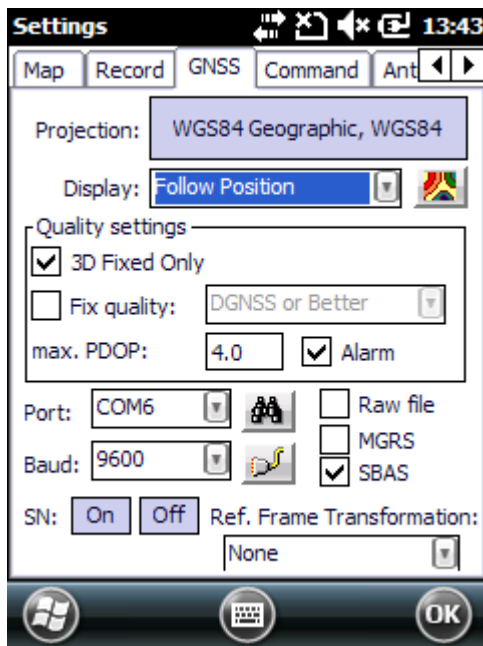 Settings 13:43
Map Record GNSS Command Ant
Projection: WGS84 Geographic, WGS84
Display: Follow Position
Quality settings
3D Fixed Only
Fix quality: DGNSS or Better
max. PDOP: 4.0 Alarm
Port: COM6 Raw file
MGRS
Baud: 9600 SBAS
SN: On Off Ref. Frame Transformation:
None
OK